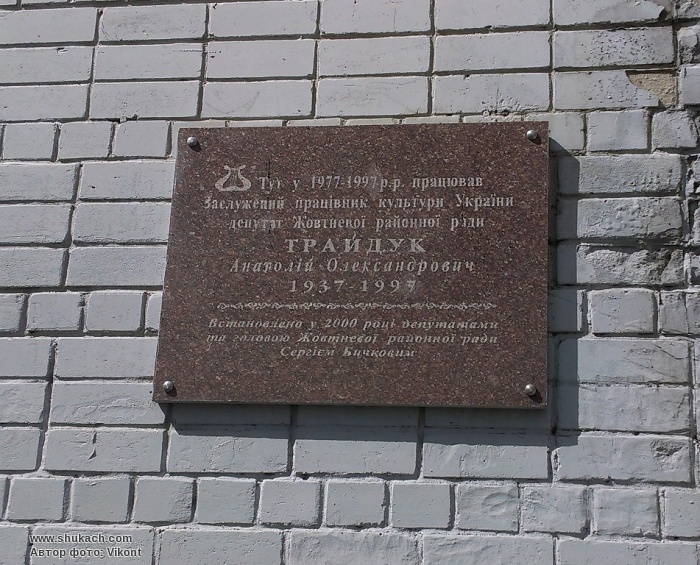 Тут у 1977-1997 р.р. працював
Заслужений працівник культури України
депутат Жовтневої районної ради
ТРАЙДУК
Анатолій Олександрович
1937-1997
Встановлено у 2000 році депутатами
та головою Жовтневої районної ради
Сергієм Бичковим
www.shukach.com
Автор фото: Vikont